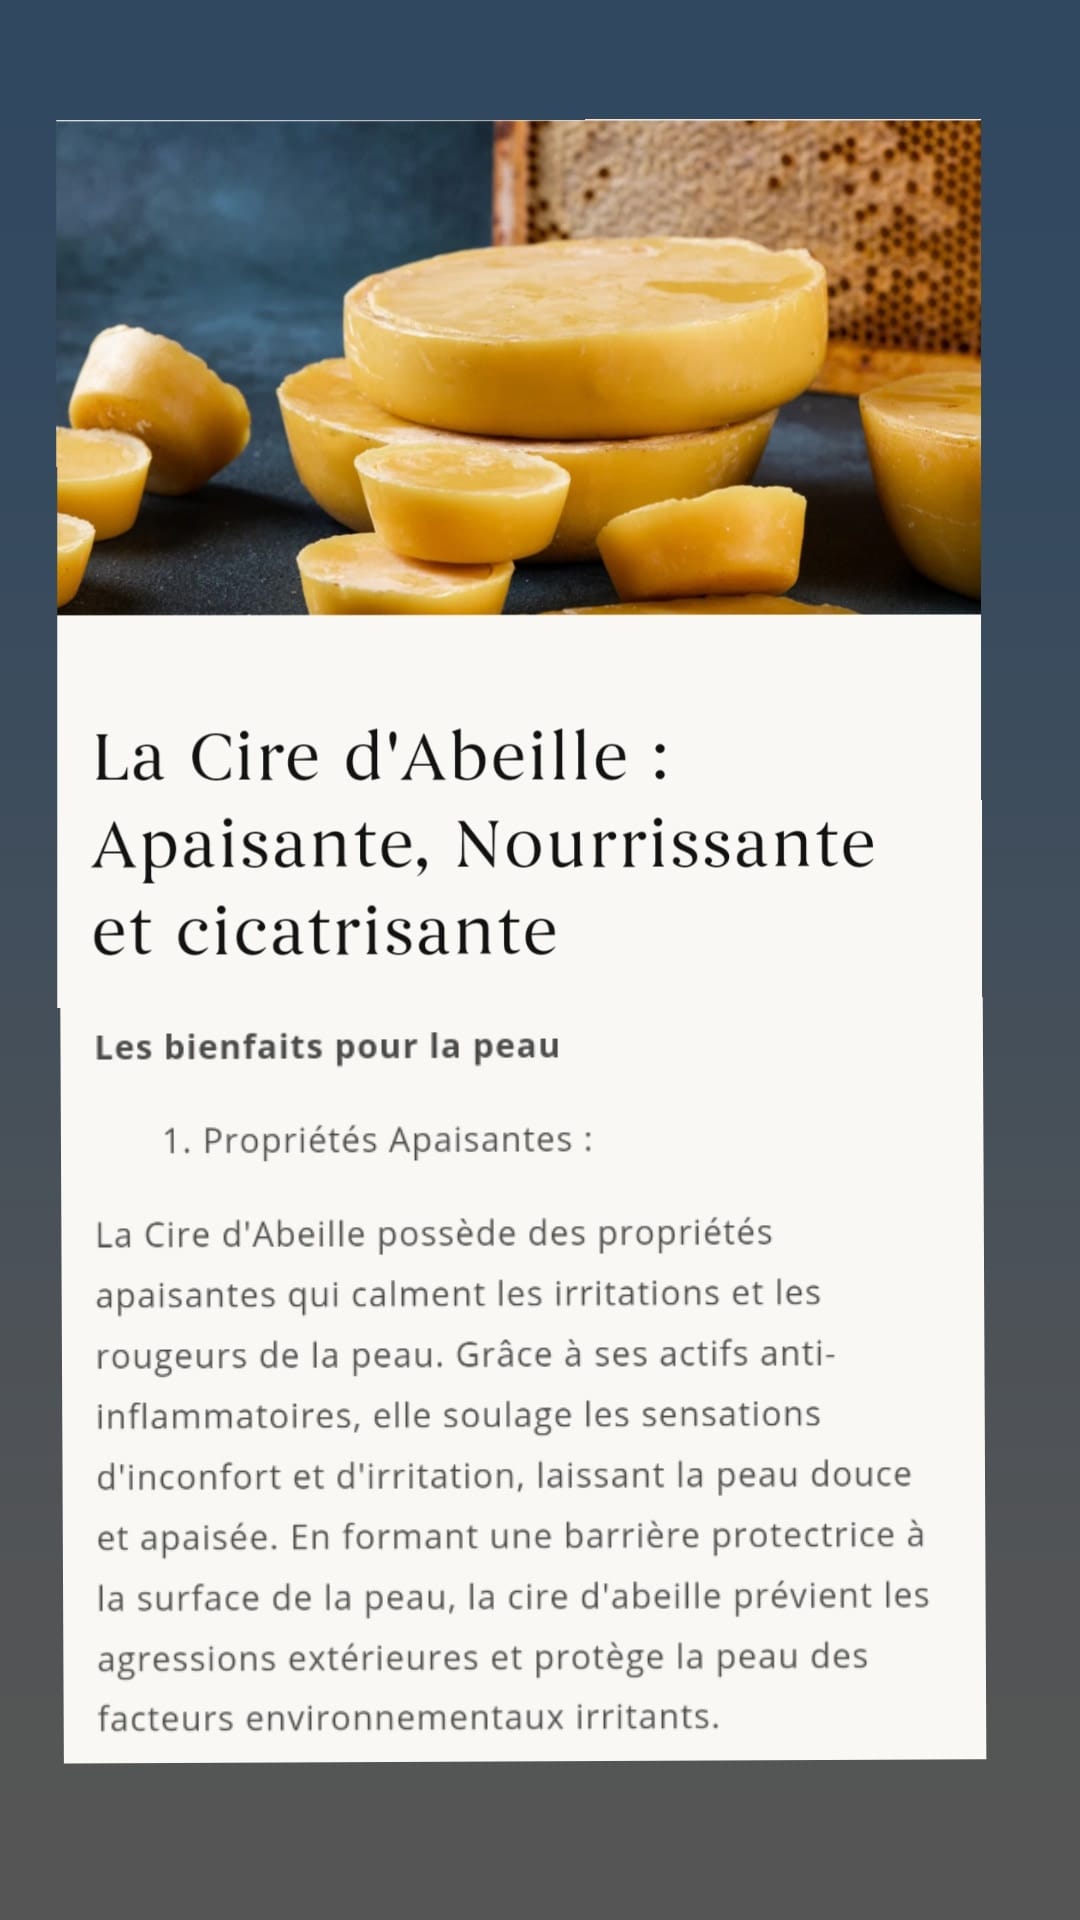 La Cire d'Abeille :
Apaisante, Nourrissante
et cicatrisante
Les bienfaits pour la peau
1. Propriétés Apaisantes :
La Cire d'Abeille possède des propriétés
apaisantes qui calment les irritations et les
rougeurs de la peau. Grâce à ses actifs anti-
inflammatoires, elle soulage les sensations
d'inconfort et d'irritation, laissant la peau douce
et apaisée. En formant une barrière protectrice à
la surface de la peau, la cire d'abeille prévient les
agressions extérieures et protège la peau des
facteurs environnementaux irritants.